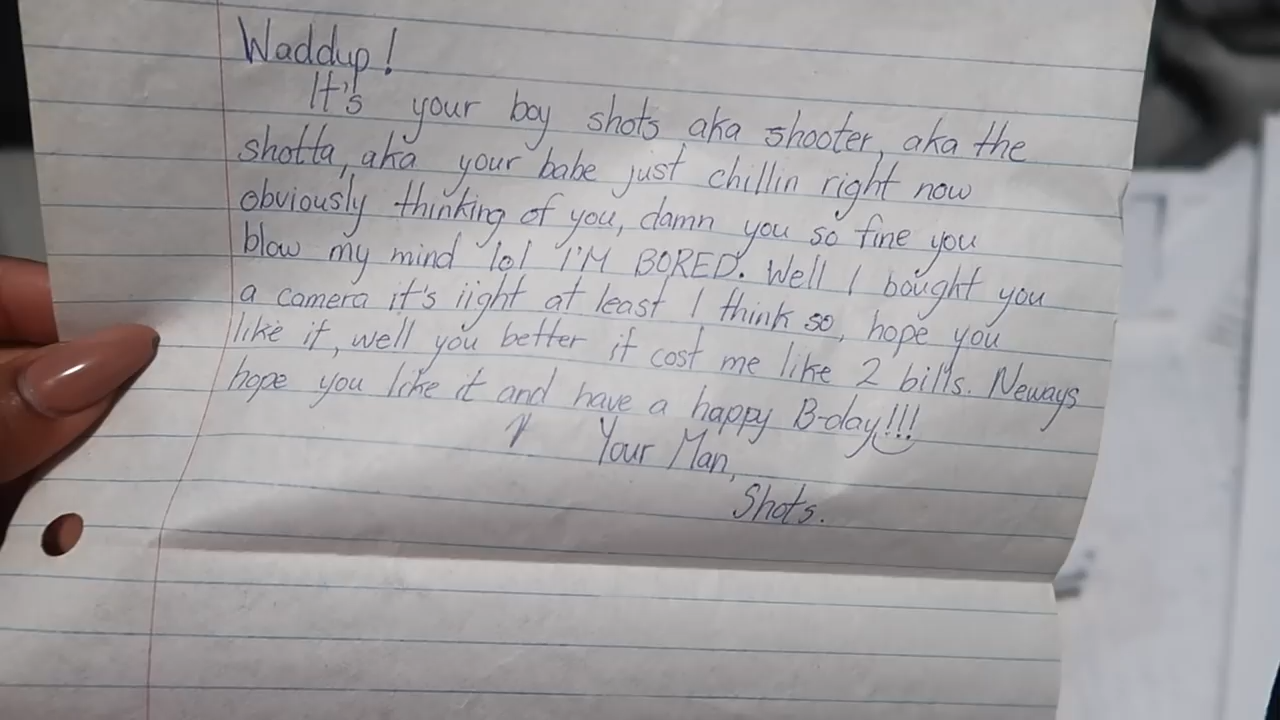 Waddup!
It's your boy shots aka shooter, aka the
shotta, aka your babe just chillin right now
obviously thinking of you, damn you so fine you
blow my mind lol I'M BORED. Well I bought you
a camera it's iight at least I think so, hope you
like it, well you better it cost me like 2 bills. Neways
hope you like it and have a happy B-day!!!
Your Man,
Shots.